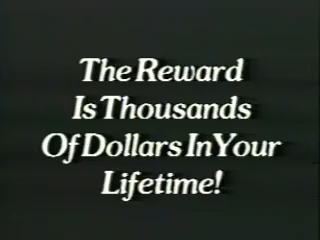 The Reward
Is Thousands
Of Dollars In Your
Lifetime!